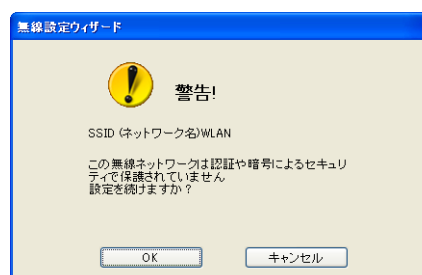 無線設定ウィザード
警告!
SSID (ネットワーク名)WLAN
この無線ネットワークは認証や暗号によるセキュリ
ティで保護されていません
設定を続けますか？
OK
キャンセル